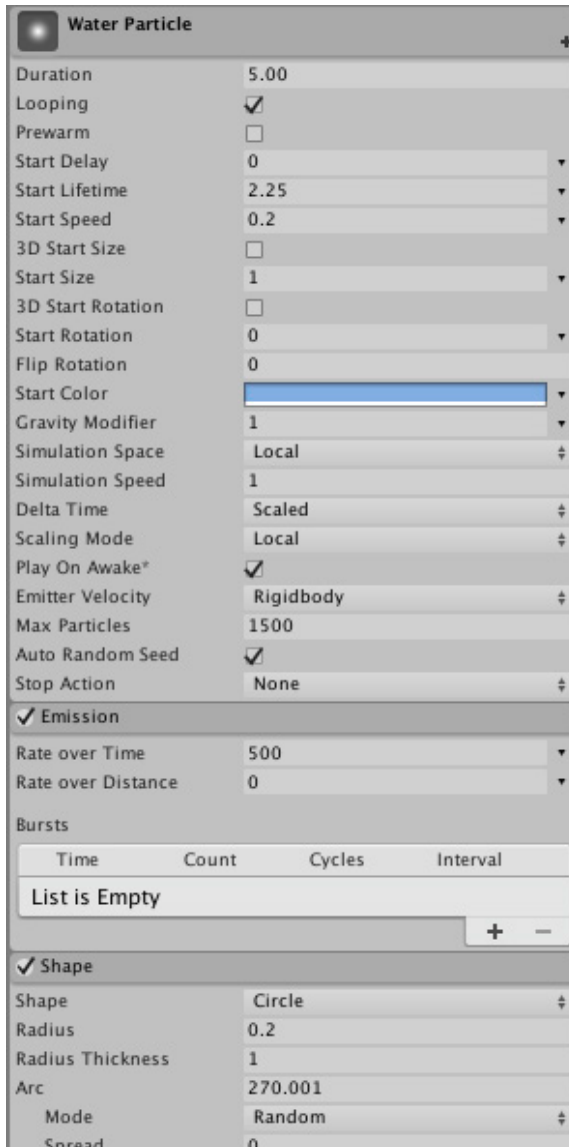 Water Particle
Duration 5.00
Looping
Prewarm
Start Delay 0
Start Lifetime 2.25
Start Speed 0.2
3D Start Size
Start Size 1
3D Start Rotation
Start Rotation 0
Flip Rotation 0
Start Color
Gravity Modifier 1
Simulation Space Local
Simulation Speed 1
Delta Time Scaled
Scaling Mode Local
Play On Awake*
Emitter Velocity Rigidbody
Max Particles 1500
Auto Random Seed
Stop Action None
Emission
Rate over Time 500
Rate over Distance 0
Bursts
Time Count Cycles Interval
List is Empty
Shape
Shape Circle
Radius 0.2
Radius Thickness 1
Arc 270.001
Mode Random
Spread 0